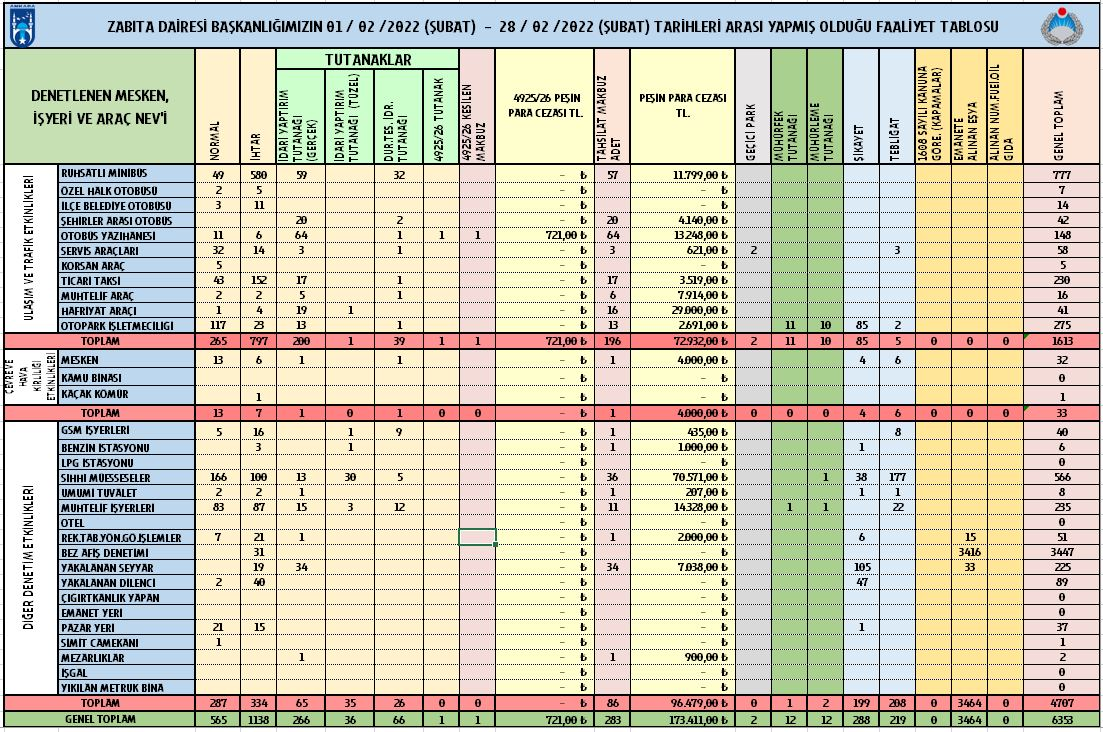 ANKARA
ZABITA DAİRESİ BAŞKANLIĞIMIZIN 01 / 02 /2022 (ŞUBAT) – 28 / 02 /2022 (ŞUBAT) TARİHLERİ ARASI YAPMIŞ OLDUĞU FAALİYET TABLOSU
DENETLENEN MESKEN, İŞYERİ VE ARAÇ NEV'İ
NORMAL
İHTAR
TUTANAKLAR
İDARİ YAPTIRIM TUTANAĞI (GERÇEK)
İDARİ YAPTIRIM TUTANAĞI (TÜZEL)
DUR.TES. İDR. TUTANAĞI
4925/26 TUTANAK
4925/26 KESİLEN MAKBUZ
4925/26 PEŞİN PARA CEZASI TL.
TAHSİLAT MAKBUZ ADET
PEŞİN PARA CEZASI TL.
GEÇİCİ PARK
MÜHÜRFEK TUTANAĞI
MÜHÜRLEME TUTANAĞI
ŞİKAYET
TEBLİGAT
1608 SAYILI KANUNA GÖRE. (KAPAMALAR)
EMANETE ALINAN EŞYA
ALINAN NUM.FUEL.OIL GIDA
GENEL TOPLAM
ULAŞIM VE TRAFİK ETKİNLİKLERİ
RUHSATLI MİNİBÜS 49 580 59 32 – ₺ 57 11.799,00 ₺ 777
ÖZEL HALK OTOBÜSÜ 2 5 – ₺ – ₺ 7
İLÇE BELEDİYE OTOBÜSÜ 3 11 – ₺ – ₺ 14
ŞEHİRLER ARASI OTOBÜS 20 2 – ₺ 20 4.140,00 ₺ 42
OTOBÜS YAZIHANESİ 11 6 64 1 1 1 721,00 ₺ 64 13.248,00 ₺ 148
SERVİS ARAÇLARI 32 14 3 1 – ₺ 3 621,00 ₺ 2 3 58
KORSAN ARAÇ 5 – ₺ – ₺ 5
TİCARİ TAKSİ 43 152 17 1 – ₺ 17 3.519,00 ₺ 230
MUHTELİF ARAÇ 2 2 5 1 – ₺ 6 7.914,00 ₺ 16
HAFRİYAT ARAÇI 1 4 19 1 – ₺ 16 29.000,00 ₺ 41
OTOPARK İŞLETMECİLİĞİ 117 23 13 1 – ₺ 13 2.691,00 ₺ 11 10 85 2 275
TOPLAM 265 797 200 1 39 1 1 721,00 ₺ 196 72.932,00 ₺ 2 11 10 85 5 0 0 0 1613
ÇEVRE VE HAVA KİRLİLİĞİ ETKİNLİKLERİ
MESKEN 13 6 1 1 – ₺ 1 4.000,00 ₺ 4 6 32
KAMU BİNASI – ₺ – ₺ 0
KAÇAK KÖMÜR 1 – ₺ – ₺ 1
TOPLAM 13 7 1 0 1 0 0 – ₺ 1 4.000,00 ₺ 0 0 0 4 6 0 0 0 33
DİĞER DENETİM ETKİNLİKLERİ
GSM İŞYERLERİ 5 16 1 9 – ₺ 1 435,00 ₺ 8 40
BENZİN İSTASYONU 3 1 – ₺ 1 1.000,00 ₺ 1 6
LPG İSTASYONU – ₺ – ₺ 0
SIHHİ MÜESSESELER 166 100 13 30 5 – ₺ 36 70.571,00 ₺ 1 38 177 566
UMUMİ TUVALET 2 2 1 – ₺ 1 207,00 ₺ 1 1 8
MUHTELİF İŞYERLERİ 83 87 15 3 12 – ₺ 11 14.328,00 ₺ 1 1 22 235
OTEL – ₺ – ₺ 0
REK.TAB.YÖN.GÖ.İŞLEMLER 7 21 1 – ₺ 1 2.000,00 ₺ 6 15 51
BEZ AFİŞ DENETİMİ 31 – ₺ – ₺ 3416 3447
YAKALANAN SEYYAR 19 34 – ₺ 34 7.038,00 ₺ 105 33 225
YAKALANAN DİLENCİ 2 40 – ₺ – ₺ 47 89
ÇIĞIRTKANLIK YAPAN – ₺ – ₺ 0
EMANET YERİ – ₺ – ₺ 0
PAZAR YERİ 21 15 – ₺ – ₺ 1 37
SİMİT CAMEKANI 1 – ₺ – ₺ 1
MEZARLIKLAR 1 – ₺ 1 900,00 ₺ 2
İŞGAL – ₺ – ₺ 0
YIKILAN METRUK BİNA – ₺ – ₺ 0
TOPLAM 287 334 65 35 26 0 0 – ₺ 86 96.479,00 ₺ 0 1 2 199 208 0 3464 0 4707
GENEL TOPLAM 565 1138 266 36 66 1 1 721,00 ₺ 283 173.411,00 ₺ 2 12 12 288 219 0 3464 0 6353